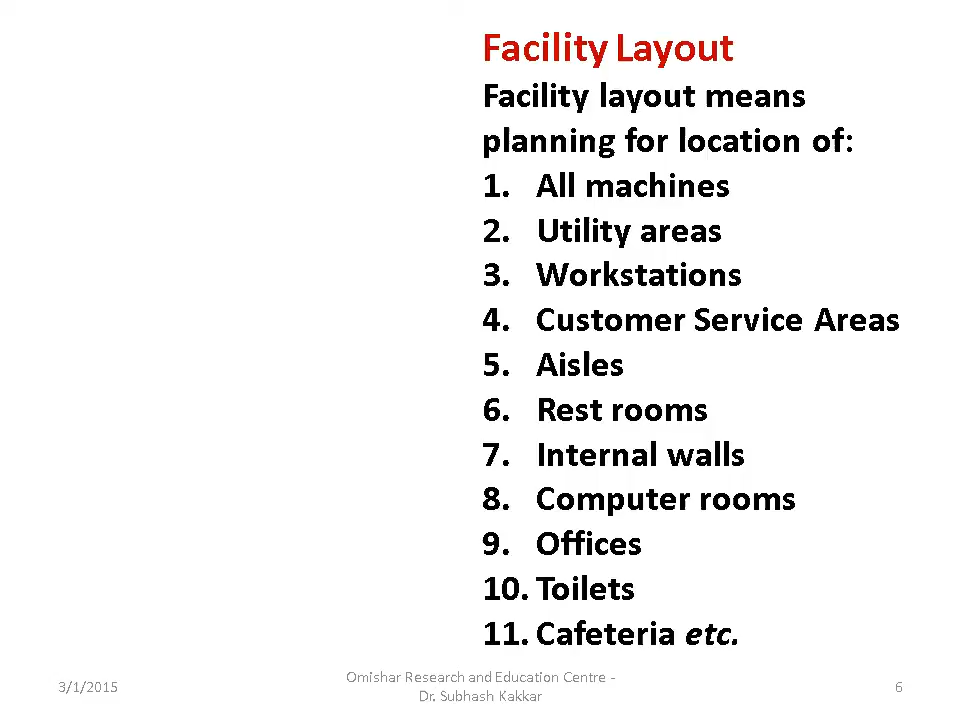 Facility Layout
Facility layout means
planning for location of:
1. All machines
2. Utility areas
3. Workstations
4. Customer Service Areas
5. Aisles
6. Rest rooms
7. Internal walls
8. Computer rooms
9. Offices
10. Toilets
11. Cafeteria etc.
3/1/2015
Omishar Research and Education Centre -
Dr. Subhash Kakkar
6